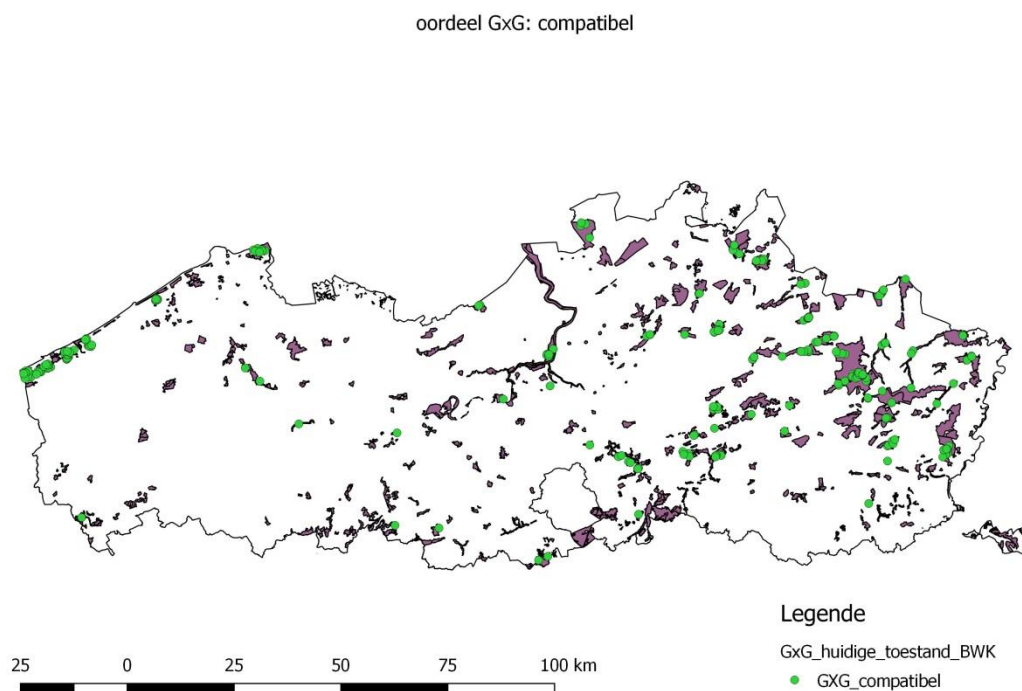 oordeel GxG: compatibel
Legende
GxG_huidige_toestand_BWK
GXG_compatibel
25 0 25 50 75 100 km